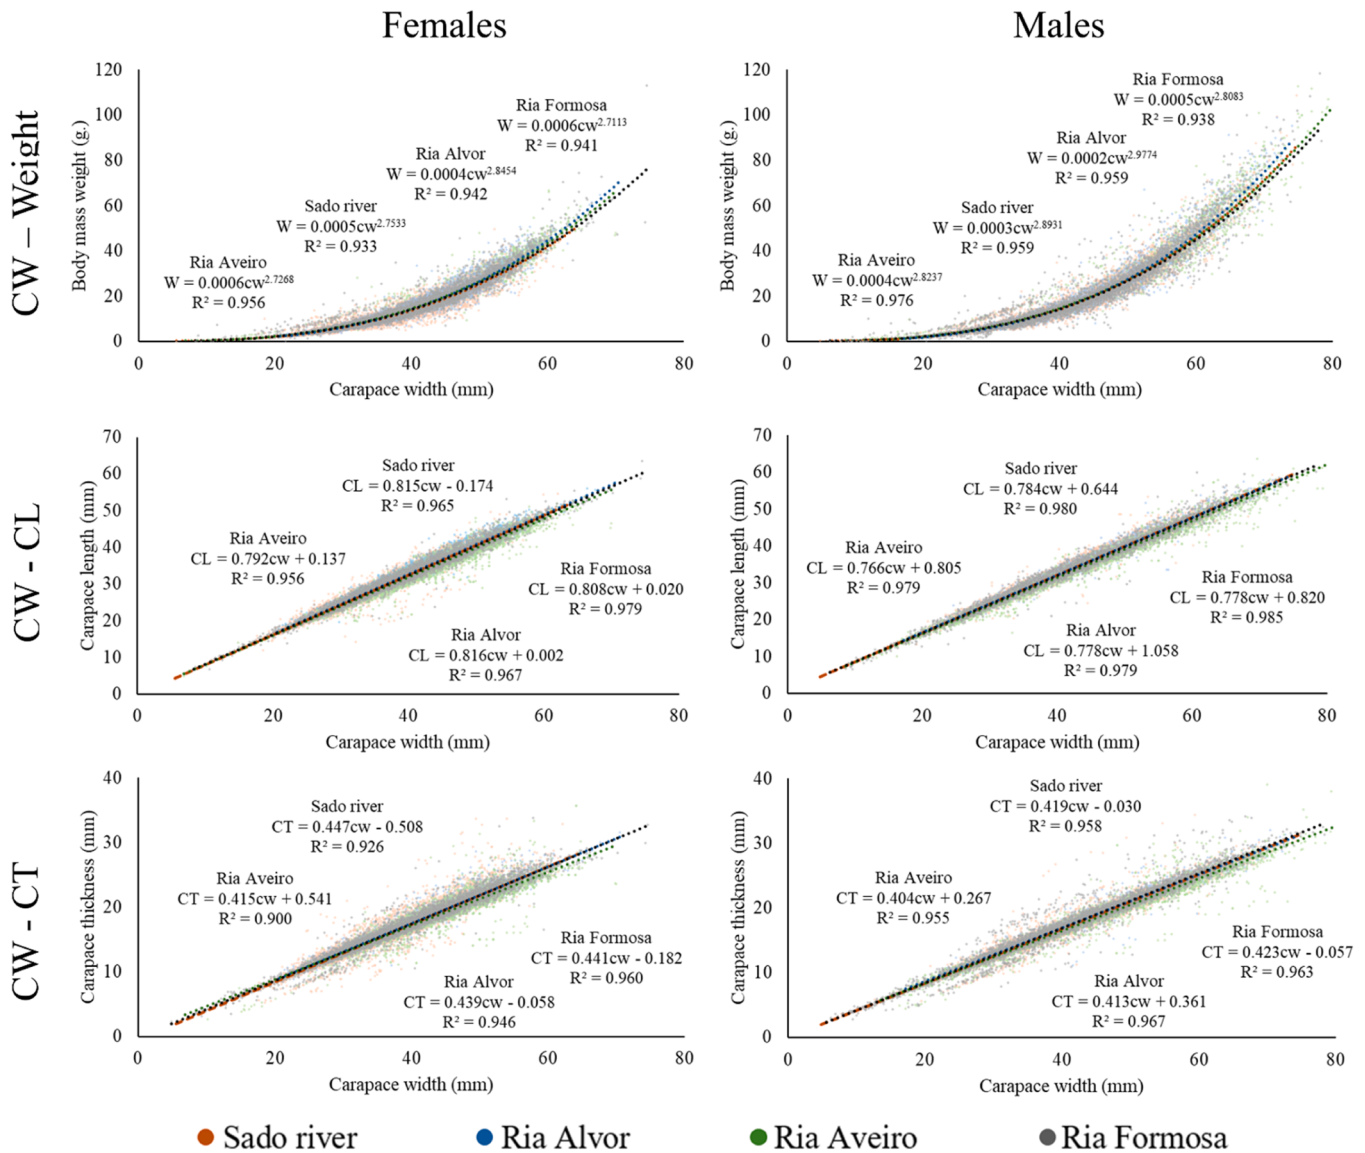 Females
Males
CW – Weight
Body mass weight (g.)
120
100
80
60
40
20
0
Ria Formosa
W = 0.0006cw^2.7113
R² = 0.941
Ria Alvor
W = 0.0004cw^2.8454
R² = 0.942
Sado river
W = 0.0005cw^2.7533
R² = 0.933
Ria Aveiro
W = 0.0006cw^2.7268
R² = 0.956
0 20 40 60 80
Carapace width (mm)
Body mass weight (g.)
120
100
80
60
40
20
0
Ria Formosa
W = 0.0005cw^2.8083
R² = 0.938
Ria Alvor
W = 0.0002cw^2.9774
R² = 0.959
Sado river
W = 0.0003cw^2.8931
R² = 0.959
Ria Aveiro
W = 0.0004cw^2.8237
R² = 0.976
0 20 40 60 80
Carapace width (mm)
CW - CL
Carapace length (mm)
70
60
50
40
30
20
10
0
Sado river
CL = 0.815cw - 0.174
R² = 0.965
Ria Aveiro
CL = 0.792cw + 0.137
R² = 0.956
Ria Formosa
CL = 0.808cw + 0.020
R² = 0.979
Ria Alvor
CL = 0.816cw + 0.002
R² = 0.967
0 20 40 60 80
Carapace width (mm)
Carapace length (mm)
70
60
50
40
30
20
10
0
Sado river
CL = 0.784cw + 0.644
R² = 0.980
Ria Aveiro
CL = 0.766cw + 0.805
R² = 0.979
Ria Formosa
CL = 0.778cw + 0.820
R² = 0.985
Ria Alvor
CL = 0.778cw + 1.058
R² = 0.979
0 20 40 60 80
Carapace width (mm)
CW - CT
Carapace thickness (mm)
40
30
20
10
0
Sado river
CT = 0.447cw - 0.508
R² = 0.926
Ria Aveiro
CT = 0.415cw + 0.541
R² = 0.900
Ria Formosa
CT = 0.441cw - 0.182
R² = 0.960
Ria Alvor
CT = 0.439cw - 0.058
R² = 0.946
0 20 40 60 80
Carapace width (mm)
Carapace thickness (mm)
40
30
20
10
0
Sado river
CT = 0.419cw - 0.030
R² = 0.958
Ria Aveiro
CT = 0.404cw + 0.267
R² = 0.955
Ria Formosa
CT = 0.423cw - 0.057
R² = 0.963
Ria Alvor
CT = 0.413cw + 0.361
R² = 0.967
0 20 40 60 80
Carapace width (mm)
Sado river Ria Alvor Ria Aveiro Ria Formosa